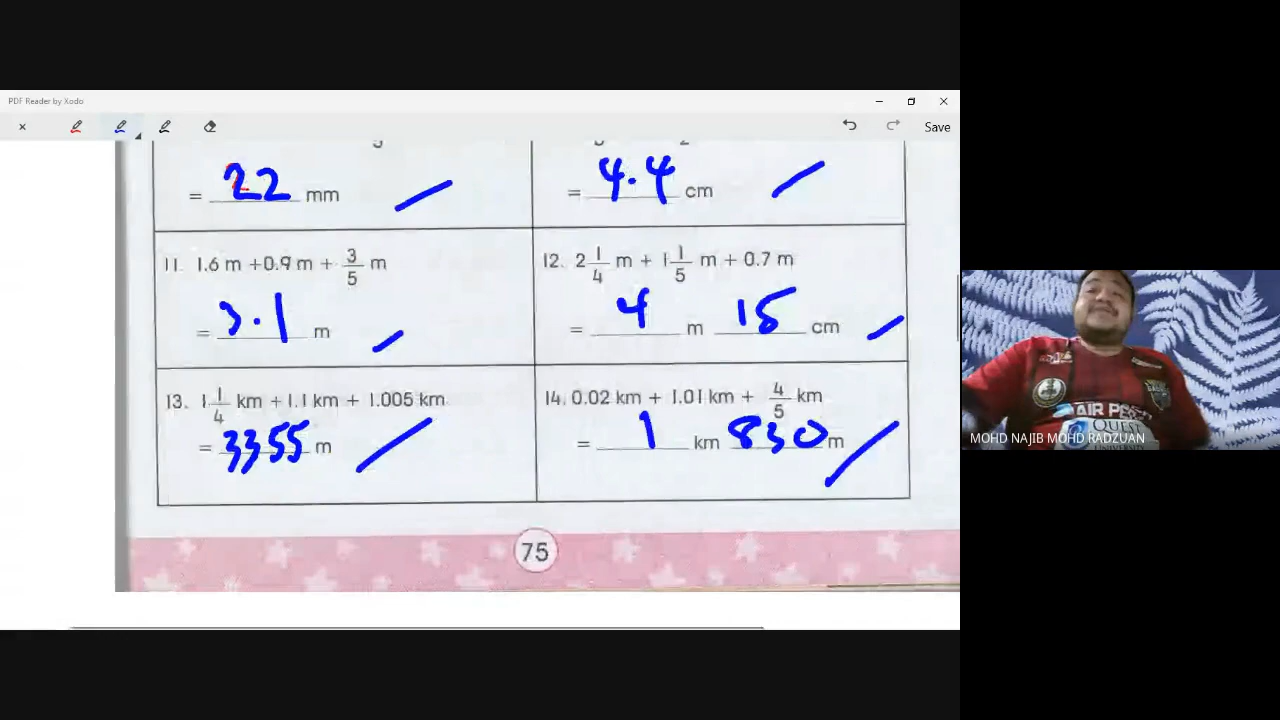 PDF Reader by Xodo
Save
= 22 mm
= 4.4 cm
11. 1.6 m +0.9 m + 3/5 m
= 3.1 m
12. 2 1/4 m + 1 1/5 m + 0.7 m
= 4 m 15 cm
13. 1 1/4 km + 1.1 km + 1.005 km
= 3355 m
14. 0.02 km + 1.01 km + 4/5 km
= 1 km 830 m
75
QUEST
MOHD NAJIB MOHD RADZUAN